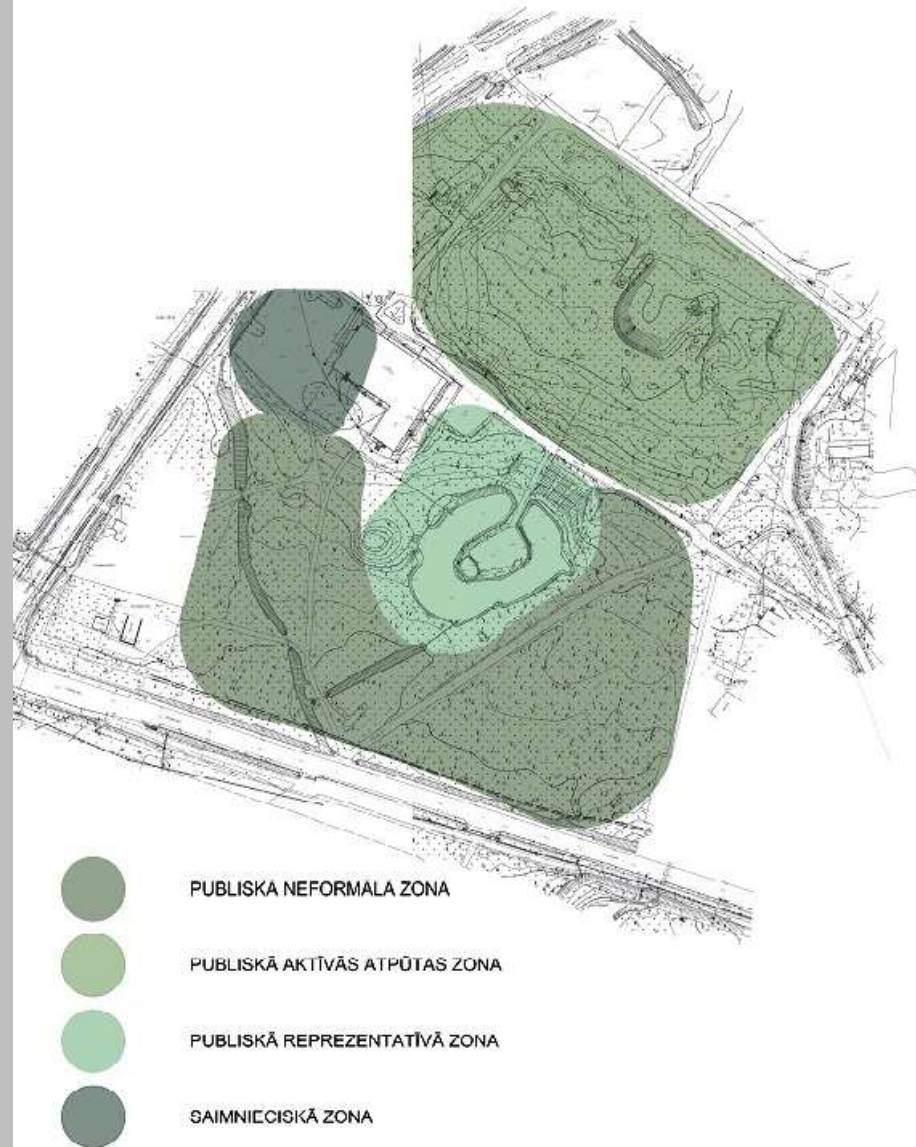 PUBLISKA NEFORMALA ZONA
PUBLISKĀ AKTĪVĀS ATPŪTAS ZONA
PUBLISKĀ REPREZENTATĪVĀ ZONA
SAIMNIECISKĀ ZONA